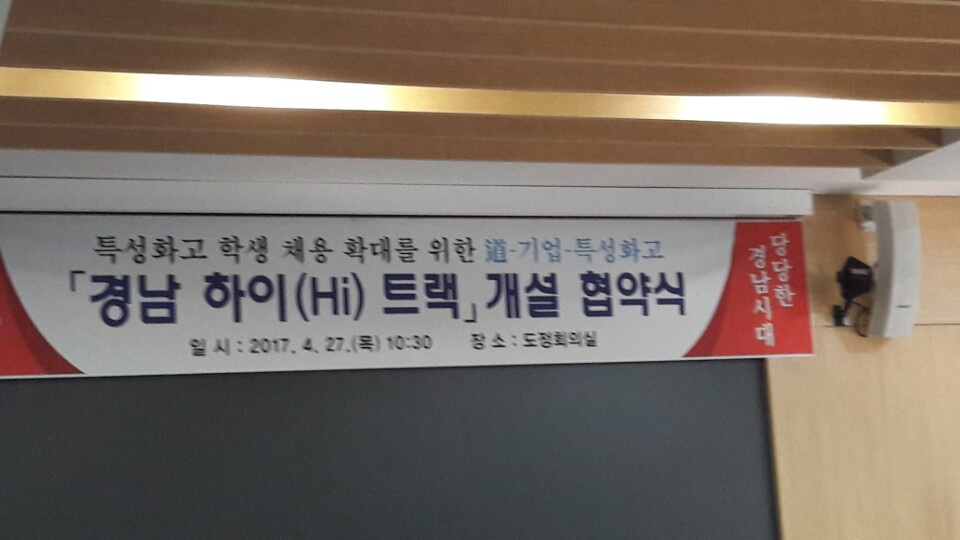 특성화고 학생 채용 확대를 위한 道-기업-특성화고
「경남 하이(Hi) 트랙」개설 협약식
일 시 : 2017. 4. 27.(목) 10:30 장 소 : 도정회의실
당당한
경남시대